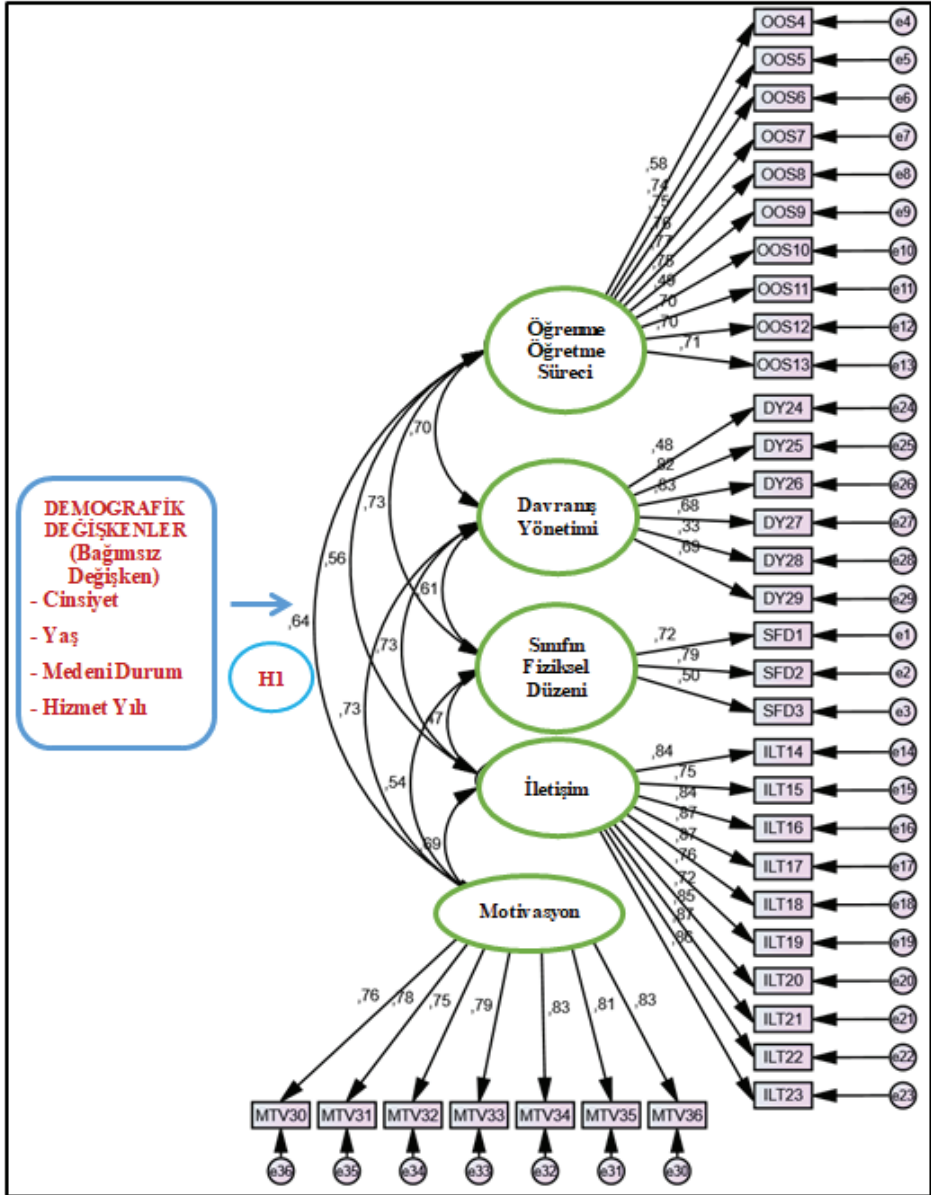 DEMOGRAFİK
DEĞİŞKENLER
(Bağımsız
Değişken)
- Cinsiyet
- Yaş
- Medeni Durum
- Hizmet Yılı
H1
Öğrenme
Öğretme
Süreci
Davranış
Yönetimi
Sınıfın
Fiziksel
Düzeni
İletişim
Motivasyon
,70
,73
,56
,64
,61
,73
,73
,47
,54
,69
,58
,74
,75
,76
,77
,75
,49
,70
,70
,71
OOS4 e4
OOS5 e5
OOS6 e6
OOS7 e7
OOS8 e8
OOS9 e9
OOS10 e10
OOS11 e11
OOS12 e12
OOS13 e13
,48
,82
,83
,68
,33
,69
DY24 e24
DY25 e25
DY26 e26
DY27 e27
DY28 e28
DY29 e29
,72
,79
,50
SFD1 e1
SFD2 e2
SFD3 e3
,84
,75
,84
,87
,87
,76
,72
,85
,87
,86
ILT14 e14
ILT15 e15
ILT16 e16
ILT17 e17
ILT18 e18
ILT19 e19
ILT20 e20
ILT21 e21
ILT22 e22
ILT23 e23
,76 ,78 ,75 ,79 ,83 ,81 ,83
MTV30 MTV31 MTV32 MTV33 MTV34 MTV35 MTV36
e36 e35 e34 e33 e32 e31 e30